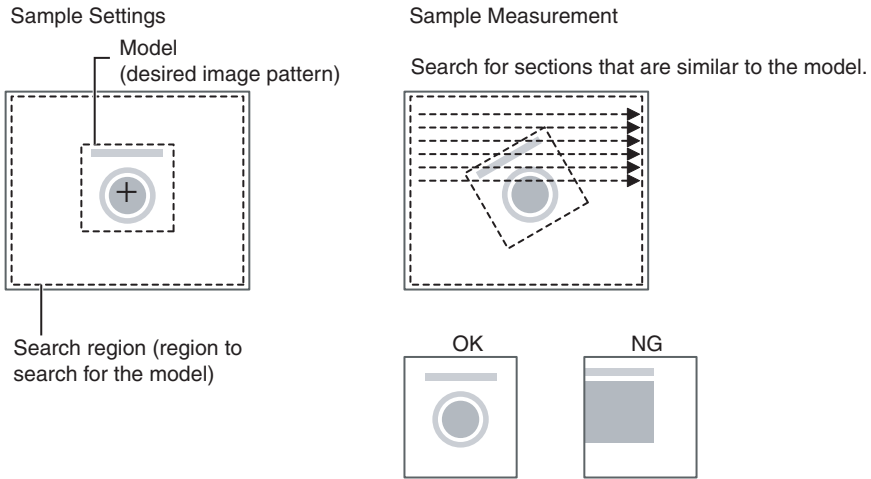 Sample Settings
Model
(desired image pattern)
Search region (region to
search for the model)
Sample Measurement
Search for sections that are similar to the model.
OK
NG